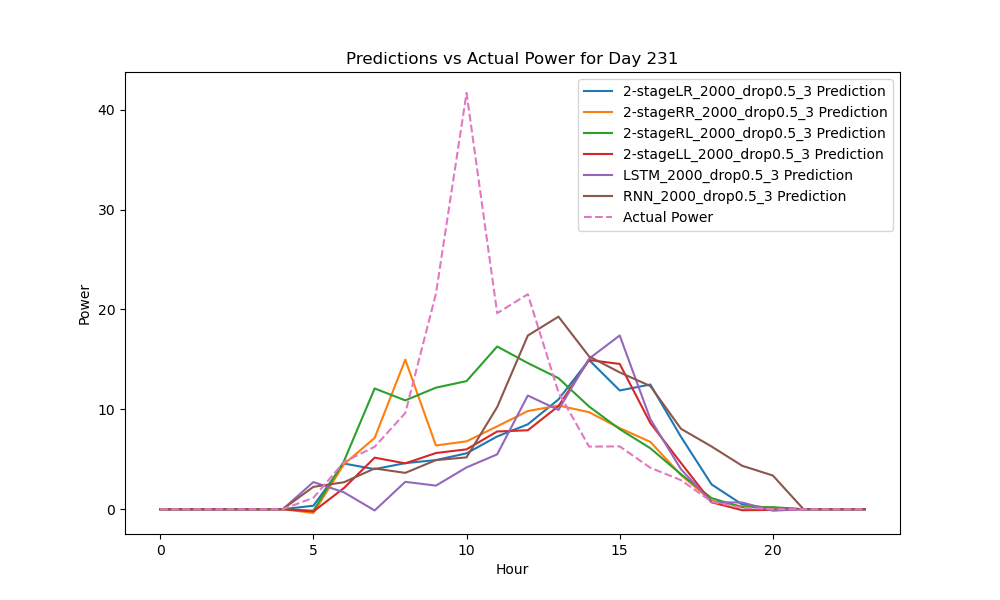 Predictions vs Actual Power for Day 231
2-stageLR_2000_drop0.5_3 Prediction
2-stageRR_2000_drop0.5_3 Prediction
2-stageRL_2000_drop0.5_3 Prediction
2-stageLL_2000_drop0.5_3 Prediction
LSTM_2000_drop0.5_3 Prediction
RNN_2000_drop0.5_3 Prediction
Actual Power
Power
40
30
20
10
0
0 5 10 15 20
Hour